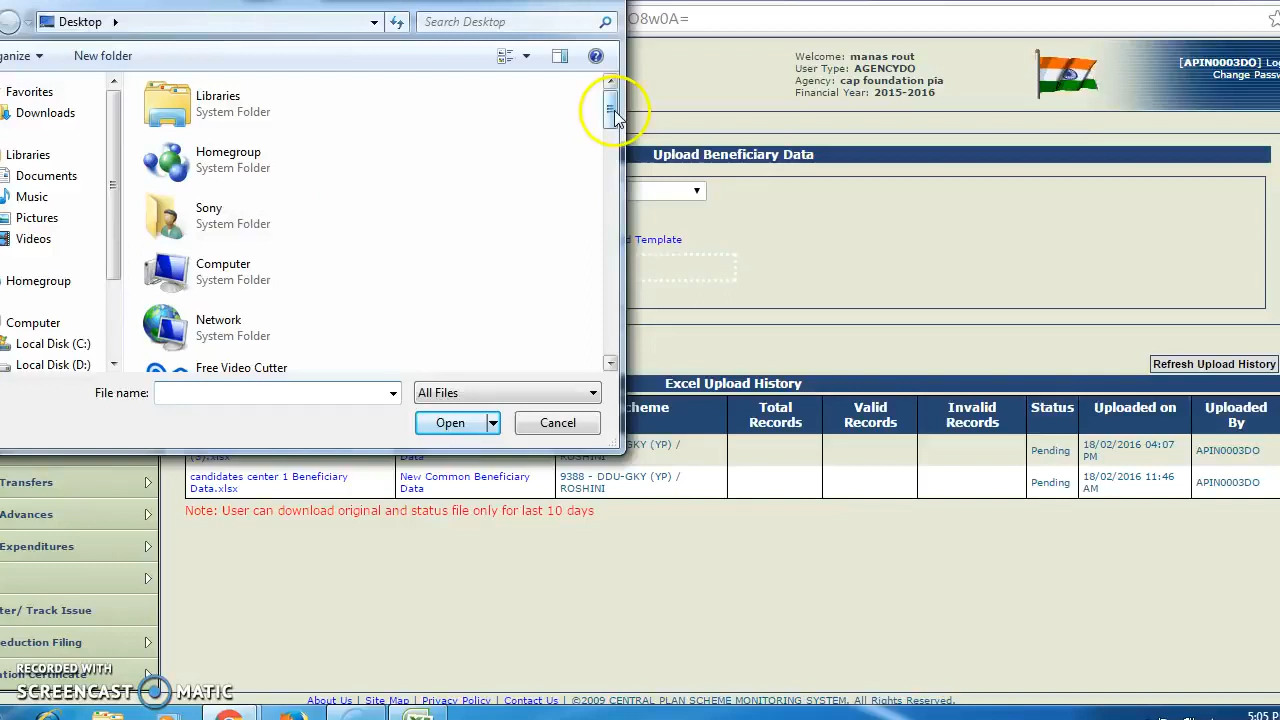 Desktop
Search Desktop
O8w0A=
ganize
New folder
Favorites
Downloads
Libraries
Documents
Music
Pictures
Videos
Homegroup
Computer
Local Disk (C:)
Local Disk (D:)
Libraries
System Folder
Homegroup
System Folder
Sony
System Folder
Computer
System Folder
Network
System Folder
Free Video Cutter
File name:
All Files
Open
Cancel
Welcome: manas rout
User Type: AGENCYDO
Agency: cap foundation pia
Financial Year: 2015-2016
[APIN0003DO] Log
Change Passw
Upload Beneficiary Data
d Template
Refresh Upload History
Excel Upload History
cheme
Total Records
Valid Records
Invalid Records
Status
Uploaded on
Uploaded By
(3).xlsx
Data
GKY (YP) / ROSHINI
Pending
18/02/2016 04:07 PM
APIN0003DO
candidates center 1 Beneficiary Data.xlsx
New Common Beneficiary Data
9388 - DDU-GKY (YP) / ROSHINI
Pending
18/02/2016 11:46 AM
APIN0003DO
Note: User can download original and status file only for last 10 days
Transfers
Advances
Expenditures
ter/ Track Issue
eduction Filing
RECORDED WITH
SCREENCAST MATIC
About Us | Site Map | Privacy Policy | Contact Us | ©2009 CENTRAL PLAN SCHEME MONITORING SYSTEM. All Rights Reserved.
5:05 P